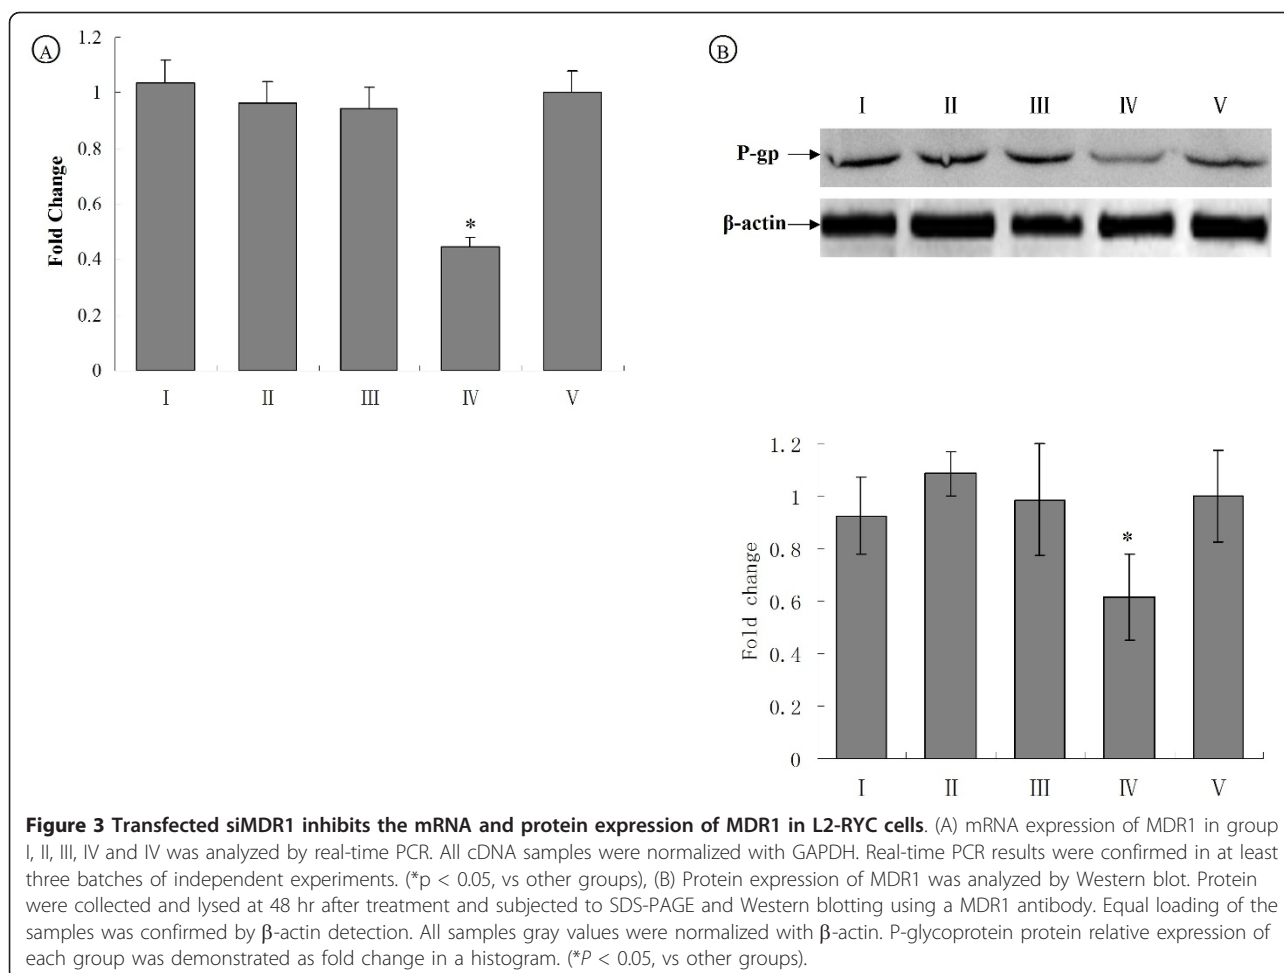 A
1.2
1
0.8
0.6
0.4
0.2
0
Fold Change
*
I II III IV V
B
I II III IV V
P-gp
β-actin
1.2
1
0.8
0.6
0.4
0.2
0
Fold change
*
I II III IV V
Figure 3 Transfected siMDR1 inhibits the mRNA and protein expression of MDR1 in L2-RYC cells. (A) mRNA expression of MDR1 in group
I, II, III, IV and IV was analyzed by real-time PCR. All cDNA samples were normalized with GAPDH. Real-time PCR results were confirmed in at least
three batches of independent experiments. (*p < 0.05, vs other groups), (B) Protein expression of MDR1 was analyzed by Western blot. Protein
were collected and lysed at 48 hr after treatment and subjected to SDS-PAGE and Western blotting using a MDR1 antibody. Equal loading of the
samples was confirmed by β-actin detection. All samples gray values were normalized with β-actin. P-glycoprotein protein relative expression of
each group was demonstrated as fold change in a histogram. (*P < 0.05, vs other groups).